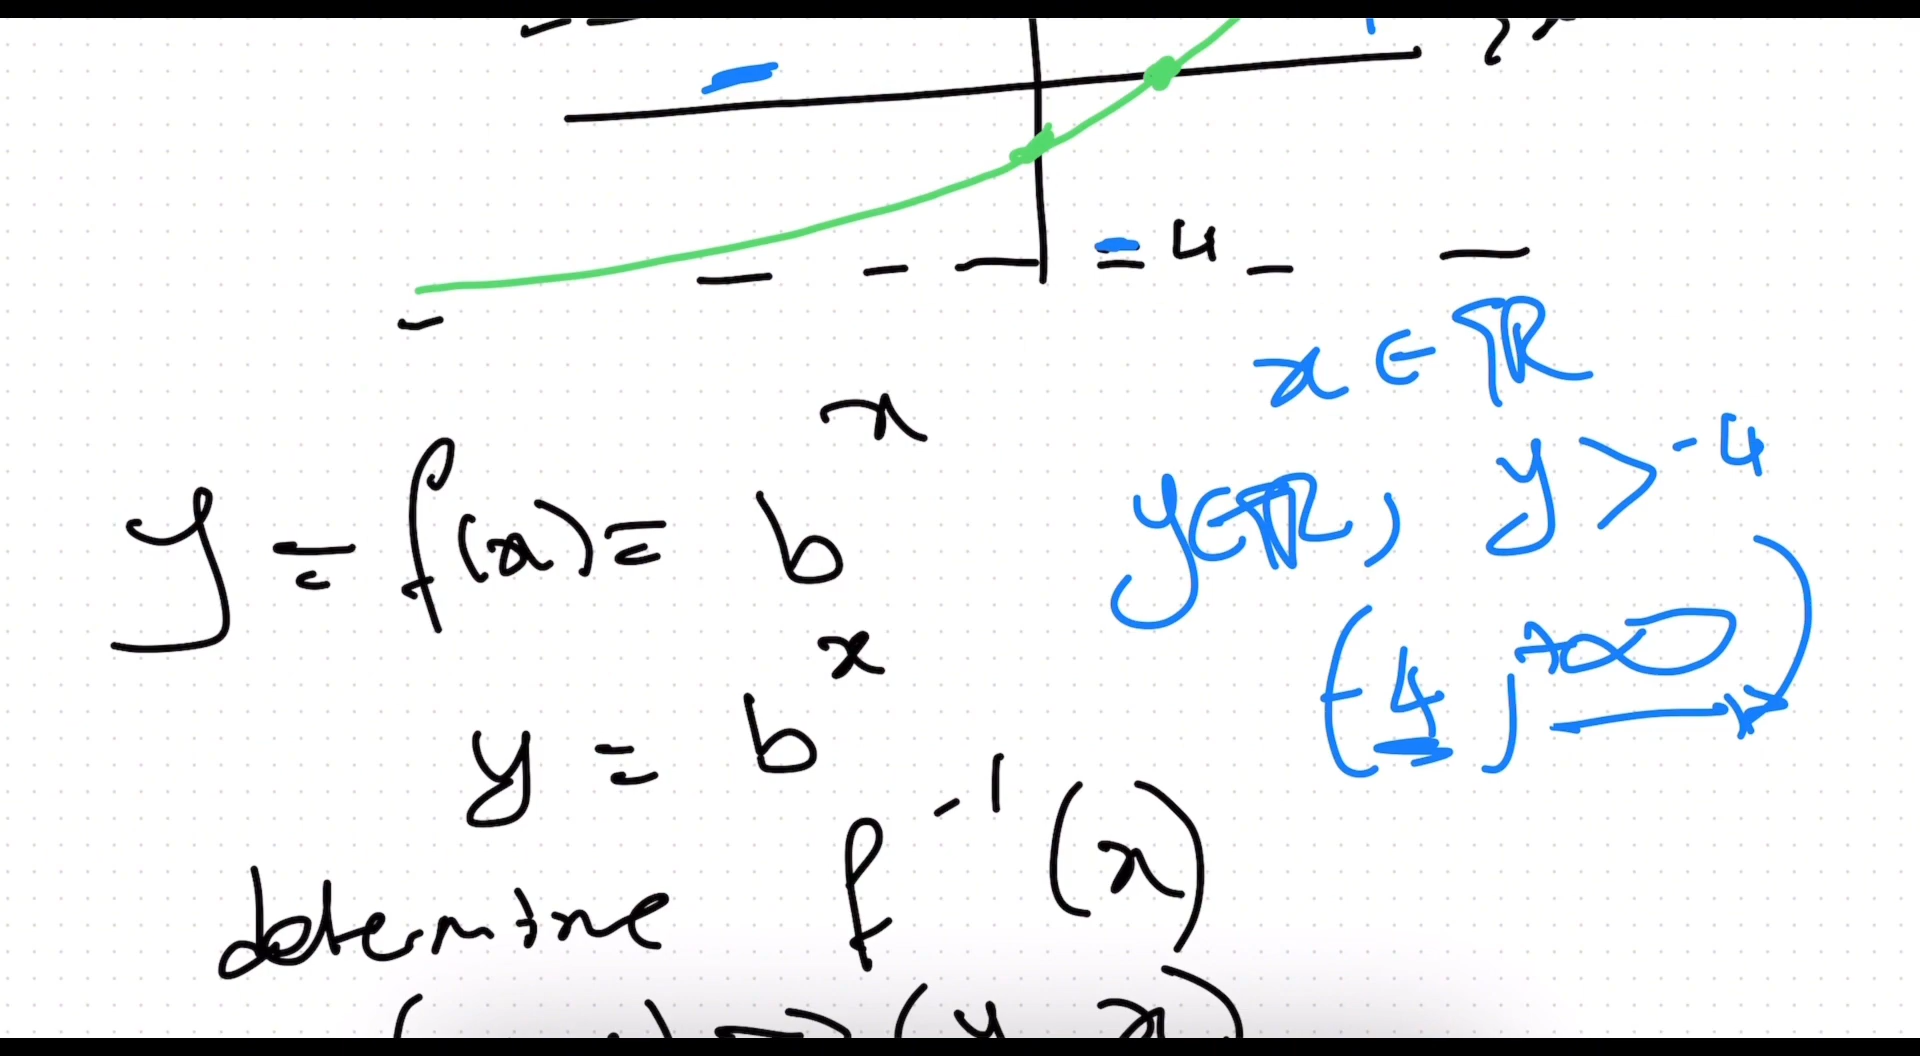 = 4
x ∈ ℝ
y = f(x) = b^x
y ∈ ℝ, y > -4
(-4, +∞)
y = b^x
determine f^-1(x)
(y, x)